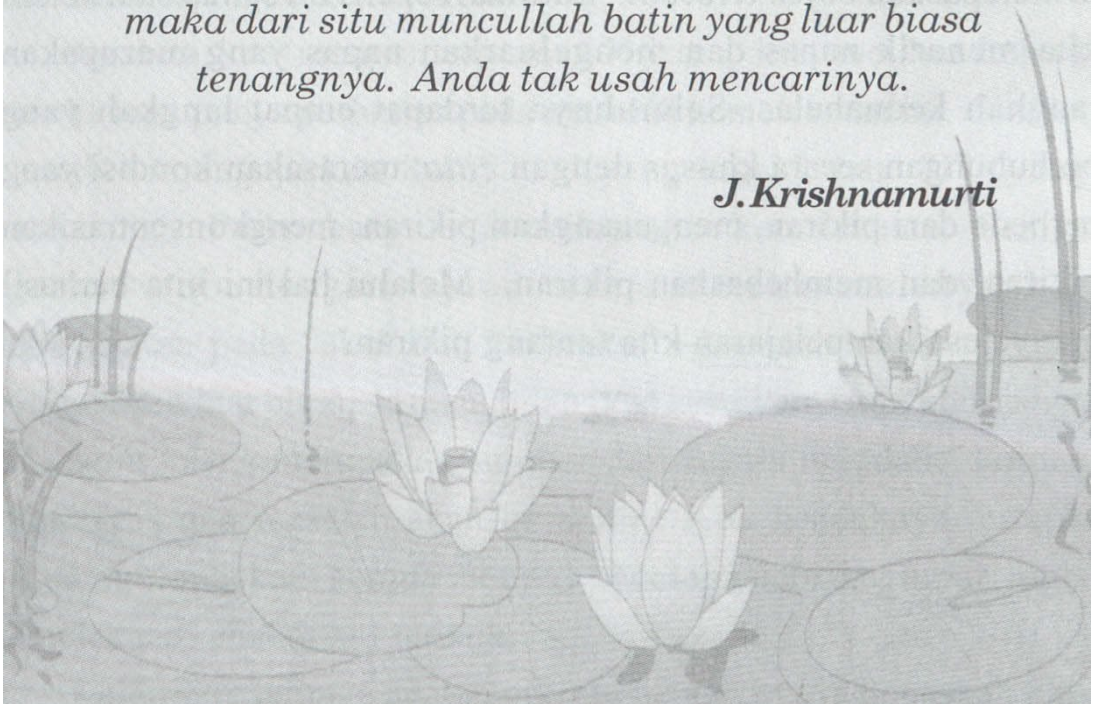 maka dari situ muncullah batin yang luar biasa
tenangnya. Anda tak usah mencarinya.
J.Krishnamurti